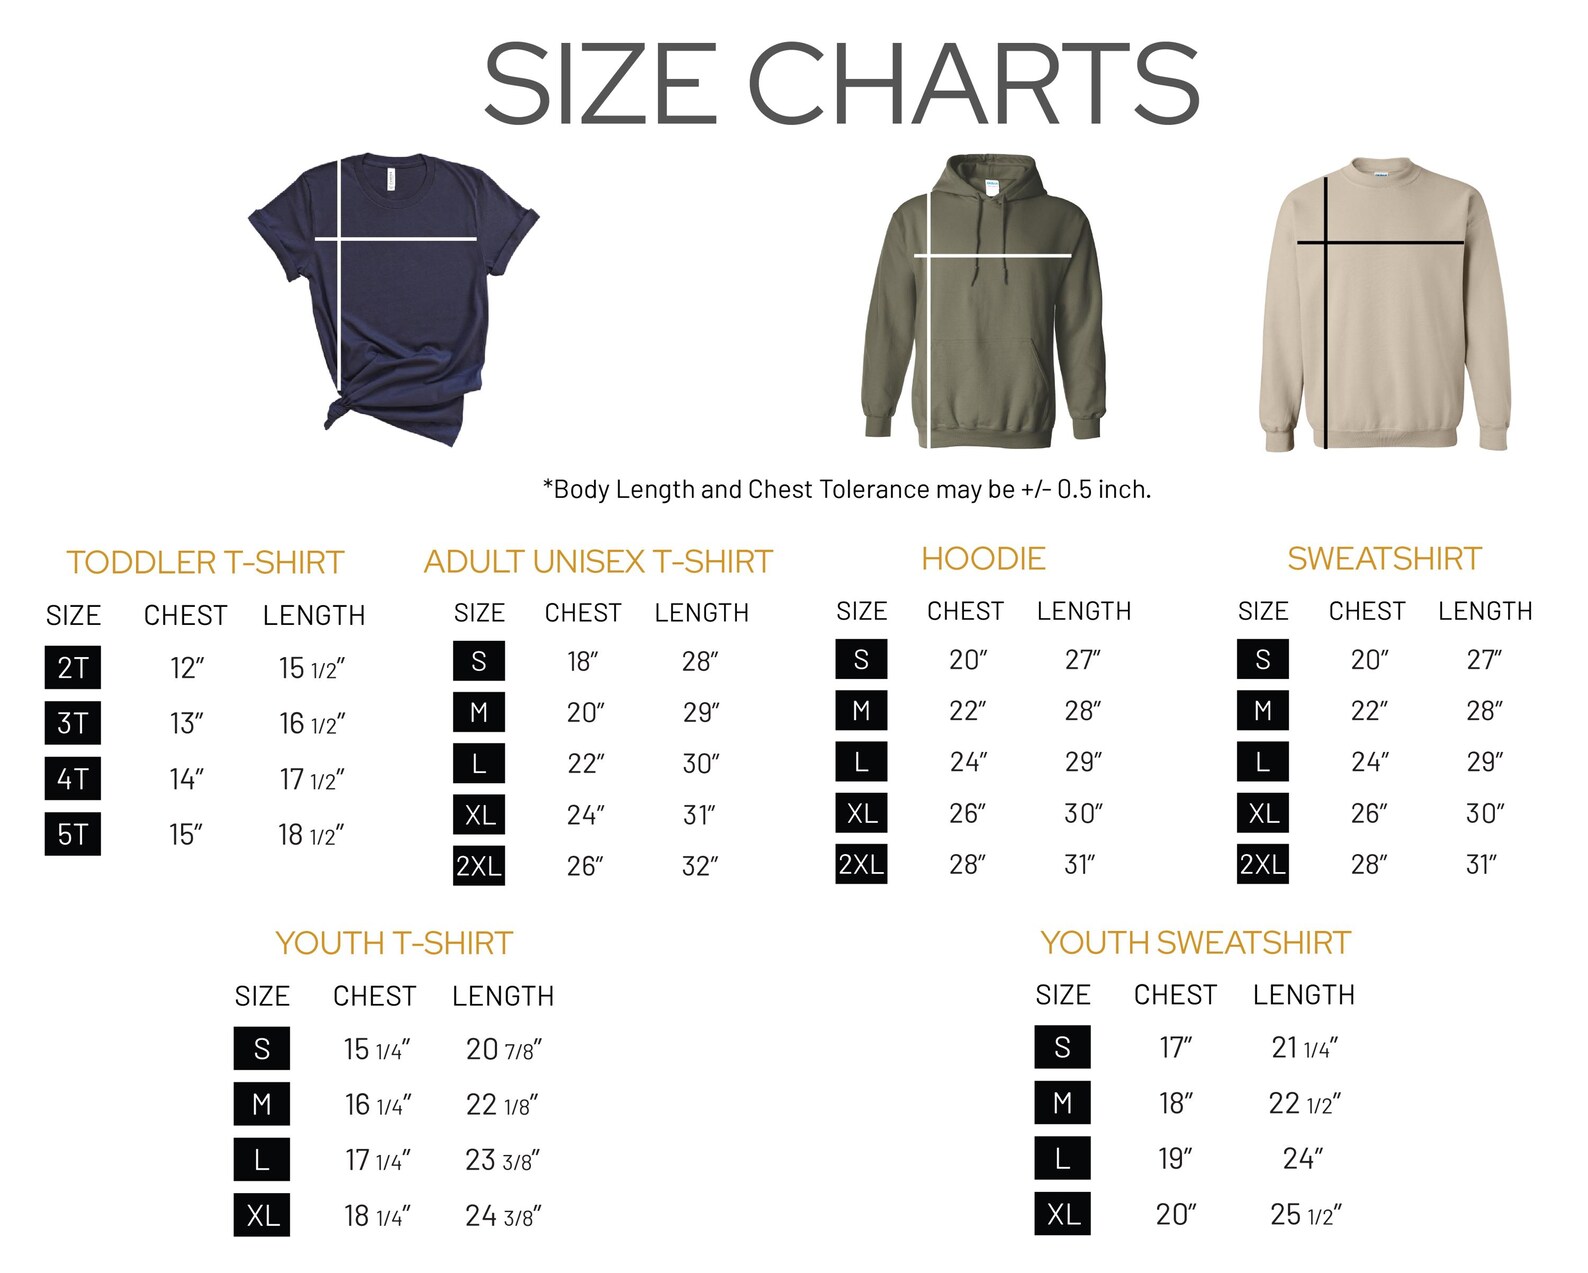 SIZE CHARTS
*Body Length and Chest Tolerance may be +/- 0.5 inch.
TODDLER T-SHIRT
SIZE CHEST LENGTH
2T 12" 15 1/2"
3T 13" 16 1/2"
4T 14" 17 1/2"
5T 15" 18 1/2"
ADULT UNISEX T-SHIRT
SIZE CHEST LENGTH
S 18" 28"
M 20" 29"
L 22" 30"
XL 24" 31"
2XL 26" 32"
HOODIE
SIZE CHEST LENGTH
S 20" 27"
M 22" 28"
L 24" 29"
XL 26" 30"
2XL 28" 31"
SWEATSHIRT
SIZE CHEST LENGTH
S 20" 27"
M 22" 28"
L 24" 29"
XL 26" 30"
2XL 28" 31"
YOUTH T-SHIRT
SIZE CHEST LENGTH
S 15 1/4" 20 7/8"
M 16 1/4" 22 1/8"
L 17 1/4" 23 3/8"
XL 18 1/4" 24 3/8"
YOUTH SWEATSHIRT
SIZE CHEST LENGTH
S 17" 21 1/4"
M 18" 22 1/2"
L 19" 24"
XL 20" 25 1/2"